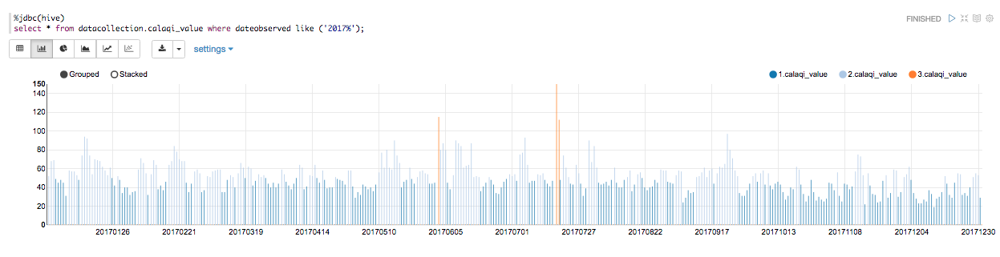 %jdbc(hive)
select * from datacollection.calaqi_value where dateobserved like ('2017%');
FINISHED
settings
Grouped Stacked
1.calaqi_value 2.calaqi_value 3.calaqi_value
150
140
120
100
80
60
40
20
0
20170126 20170221 20170319 20170414 20170510 20170605 20170701 20170727 20170822 20170917 20171013 20171108 20171204 20171230